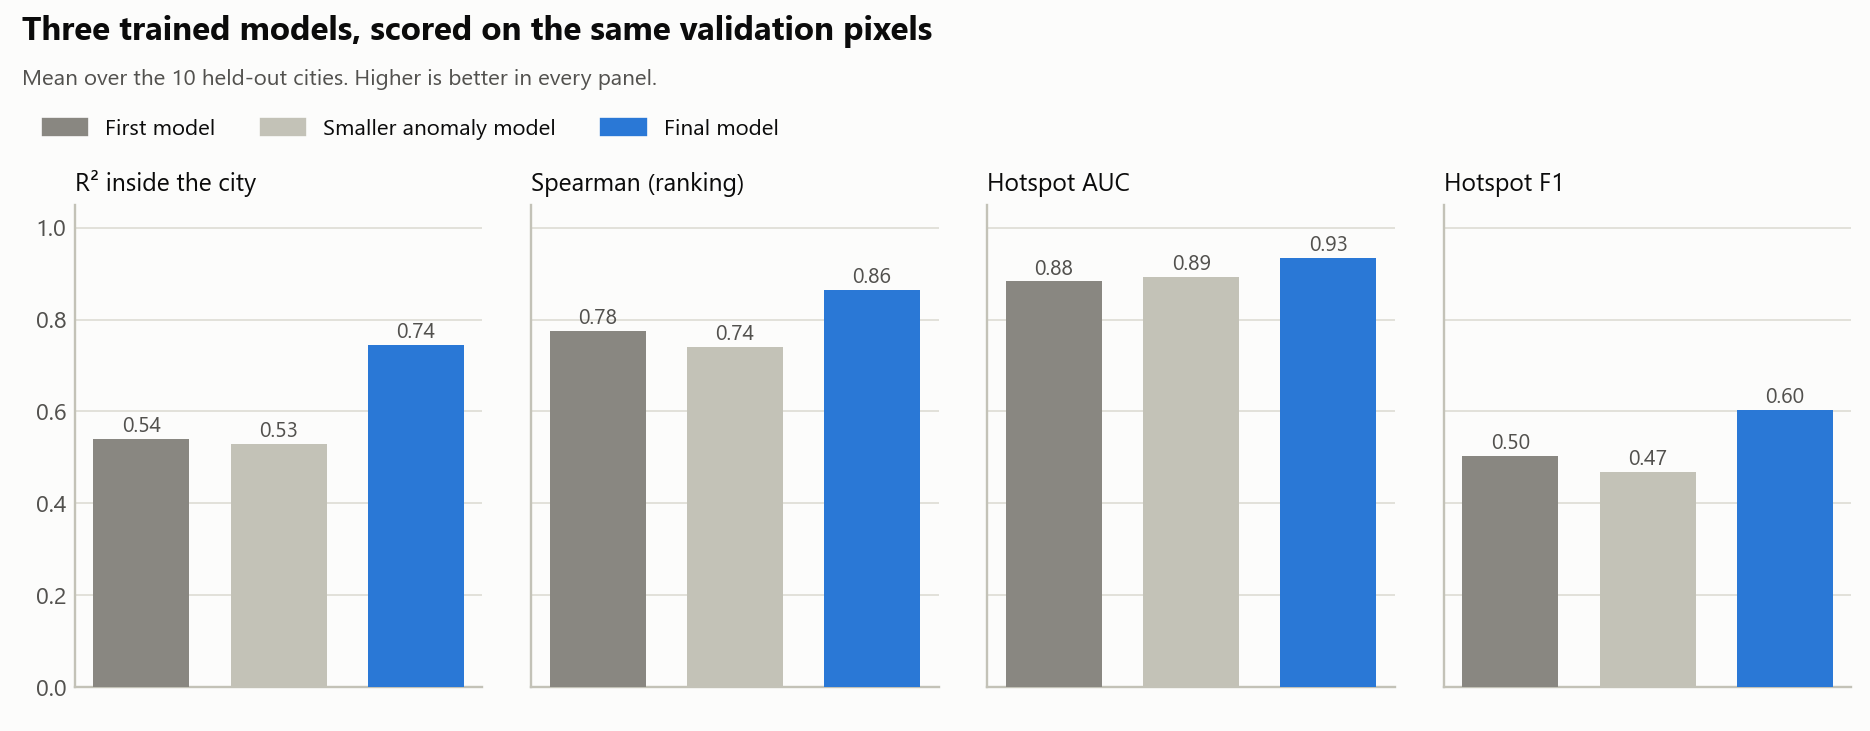 Three trained models, scored on the same validation pixels
Mean over the 10 held-out cities. Higher is better in every panel.
First model
Smaller anomaly model
Final model
R² inside the city
Spearman (ranking)
Hotspot AUC
Hotspot F1
1.0
0.8
0.6
0.4
0.2
0.0
0.54
0.53
0.74
0.78
0.74
0.86
0.88
0.89
0.93
0.50
0.47
0.60